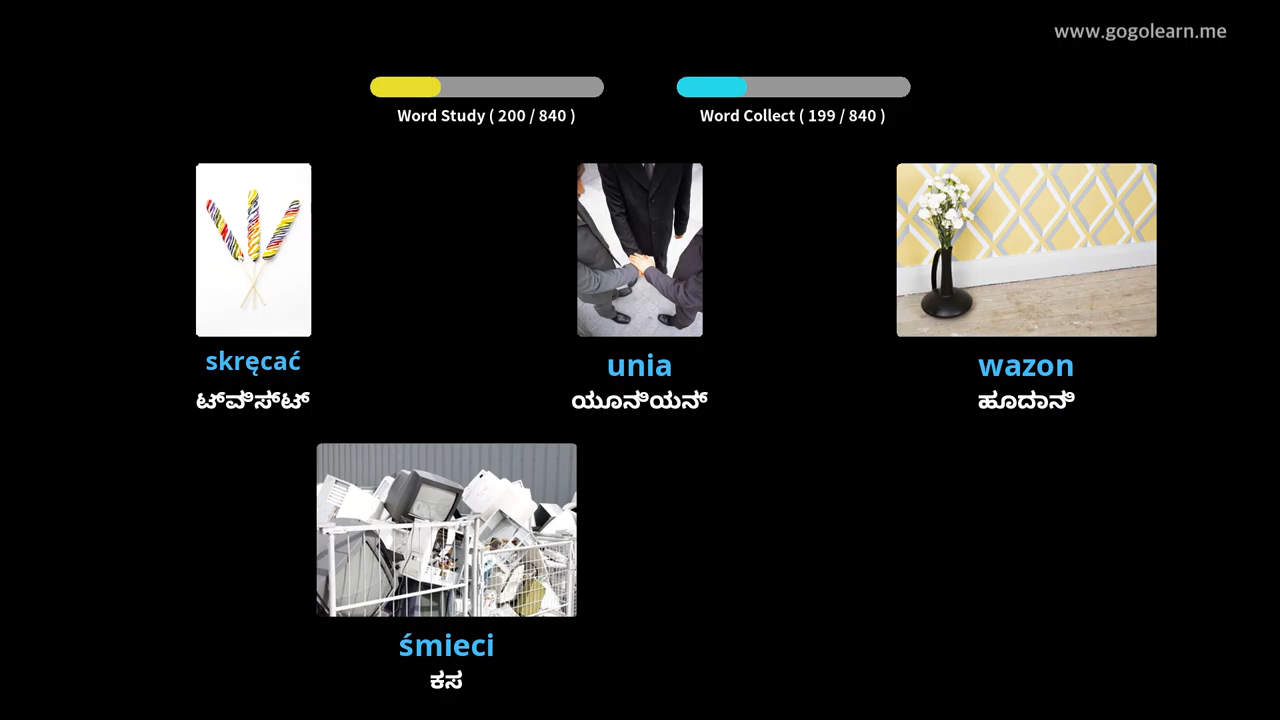 www.gogolearn.me
Word Study ( 200 / 840 )
Word Collect ( 199 / 840 )
skręcać
unia
wazon
ಟ್ವಿಸ್ಟ್
ಯೂನಿಯನ್
ಹೂದಾನಿ
śmieci
ಕಸ